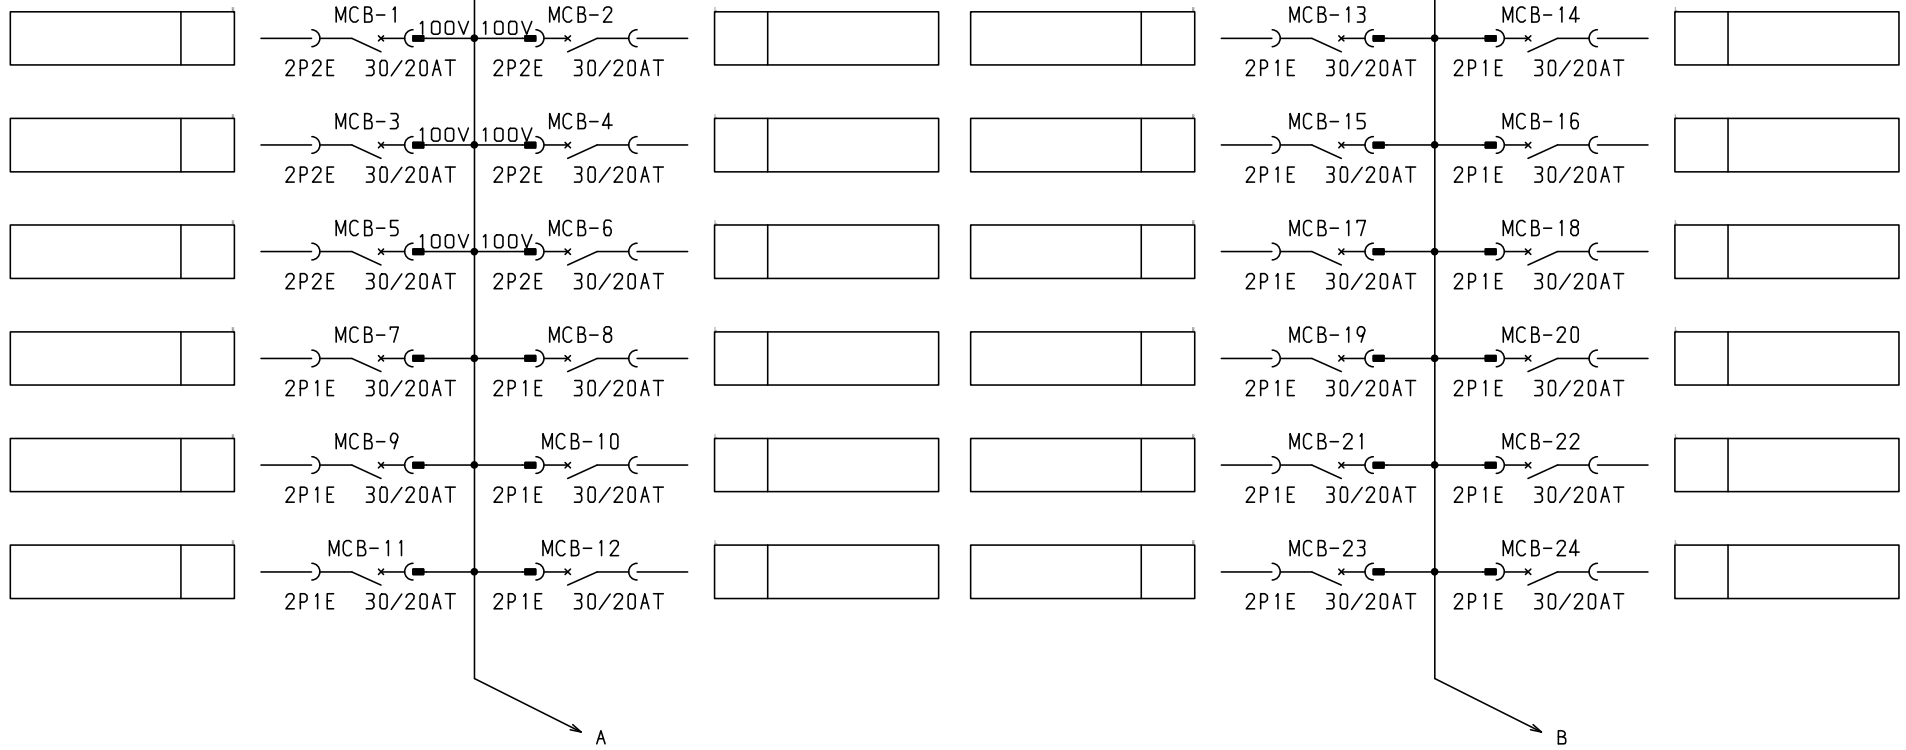 MCB-1 100V 100V MCB-2 MCB-13 MCB-14
2P2E 30/20AT 2P2E 30/20AT 2P1E 30/20AT 2P1E 30/20AT
MCB-3 100V 100V MCB-4 MCB-15 MCB-16
2P2E 30/20AT 2P2E 30/20AT 2P1E 30/20AT 2P1E 30/20AT
MCB-5 100V 100V MCB-6 MCB-17 MCB-18
2P2E 30/20AT 2P2E 30/20AT 2P1E 30/20AT 2P1E 30/20AT
MCB-7 MCB-8 MCB-19 MCB-20
2P1E 30/20AT 2P1E 30/20AT 2P1E 30/20AT 2P1E 30/20AT
MCB-9 MCB-10 MCB-21 MCB-22
2P1E 30/20AT 2P1E 30/20AT 2P1E 30/20AT 2P1E 30/20AT
MCB-11 MCB-12 MCB-23 MCB-24
2P1E 30/20AT 2P1E 30/20AT 2P1E 30/20AT 2P1E 30/20AT
A B